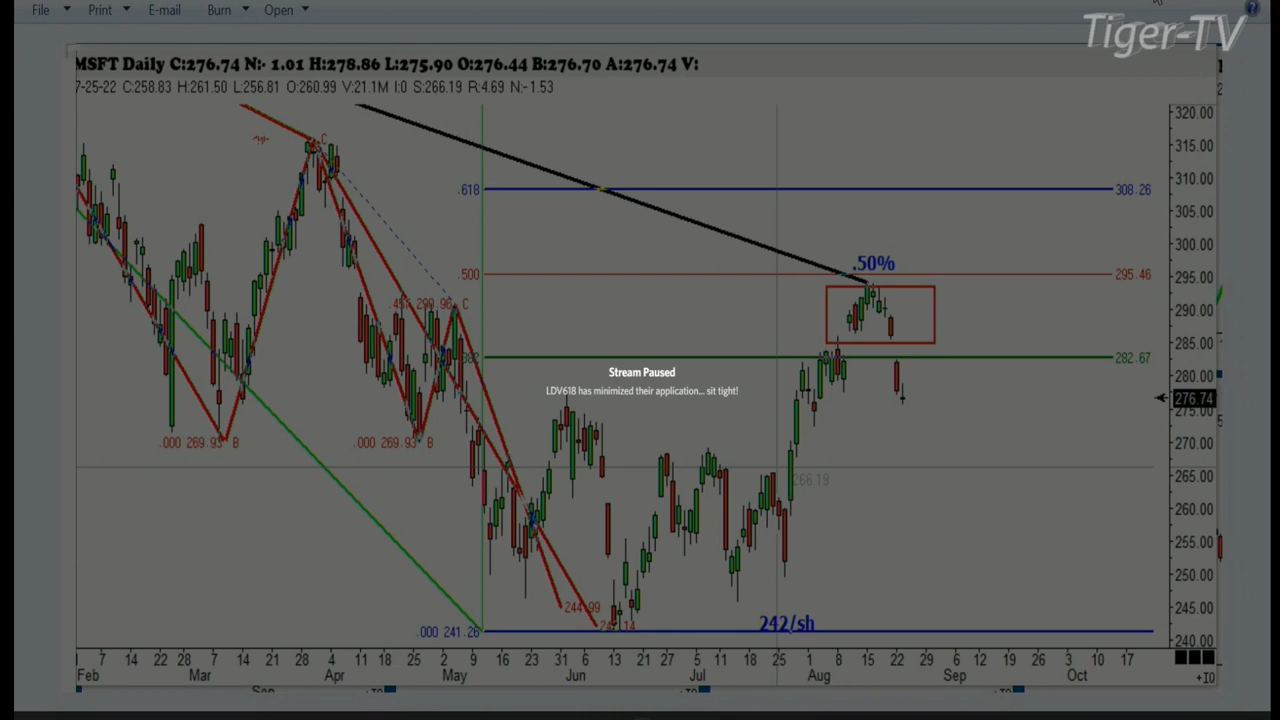 File Print E-mail Burn Open
Tiger-TV
MSFT Daily C:276.74 N:- 1.01 H:278.86 L:275.90 O:276.44 B:276.70 A:276.74 V:
7-25-22 C:258.83 H:261.50 L:256.81 O:260.99 V:21.1M I:0 S:266.19 R:4.69 N:-1.53
320.00
C
315.00
310.00
.618 308.26
305.00
300.00
.50%
.500 295.46 295.00
C
290.00
285.00
282.67
280.00
Stream Paused
LDV618 has minimized their application... sit tight!
276.74
275.00
.000 269.93 B .000 269.93 B 270.00
266.19 265.00
260.00
255.00
250.00
244.99 245.00
.000 241.26 242/sh 240.00
7 14 22 28 7 14 21 28 4 11 18 25 2 9 16 23 31 6 13 21 27 5 11 18 25 1 8 15 22 29 6 12 19 26 3 10 17
Feb Mar Apr May Jun Jul Aug Sep Oct